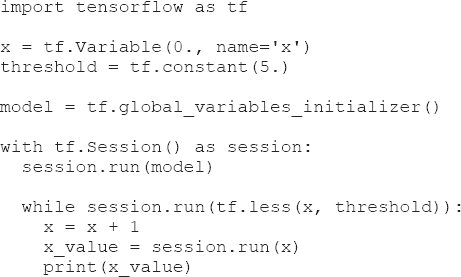 import tensorflow as tf
x = tf.Variable(0., name='x')
threshold = tf.constant(5.)
model = tf.global_variables_initializer()
with tf.Session() as session:
  session.run(model)
  while session.run(tf.less(x, threshold)):
    x = x + 1
    x_value = session.run(x)
    print(x_value)